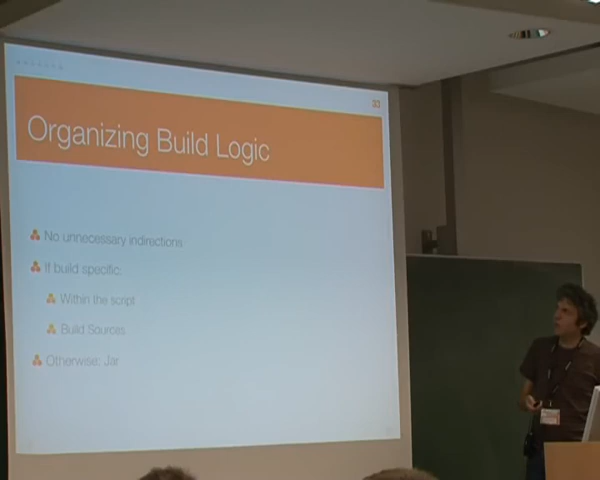 Organizing Build Logic
No unnecessary indirections
If build specific:
Within the script
Build Sources
Otherwise: Jar